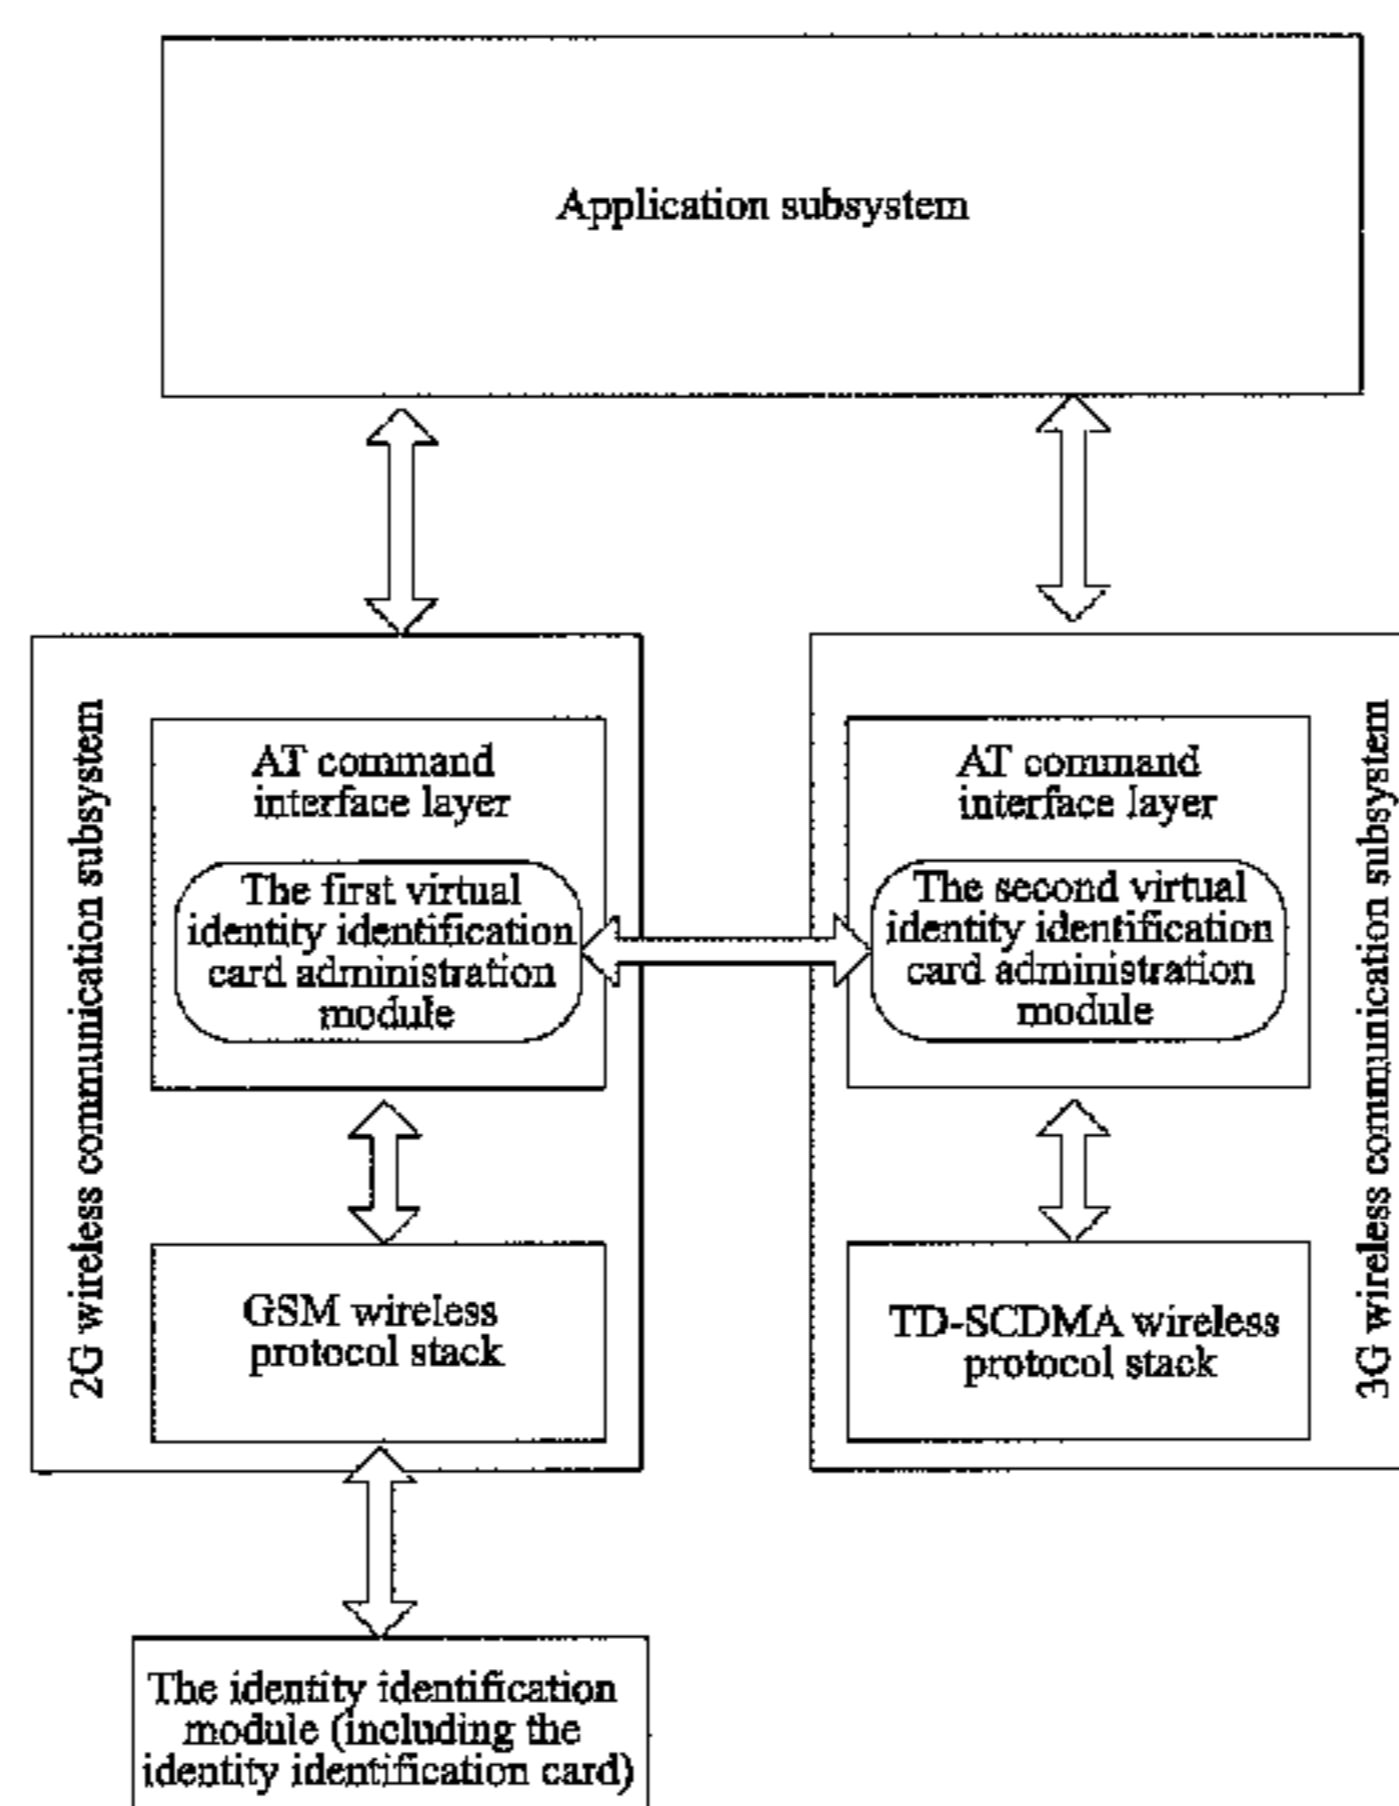 Application subsystem
2G wireless communication subsystem
AT command
interface layer
The first virtual
identity identification
card administration
module
GSM wireless
protocol stack
AT command
interface layer
The second virtual
identity identification
card administration
module
TD-SCDMA wireless
protocol stack
3G wireless communication subsystem
The identity identification
module (including the
identity identification card)